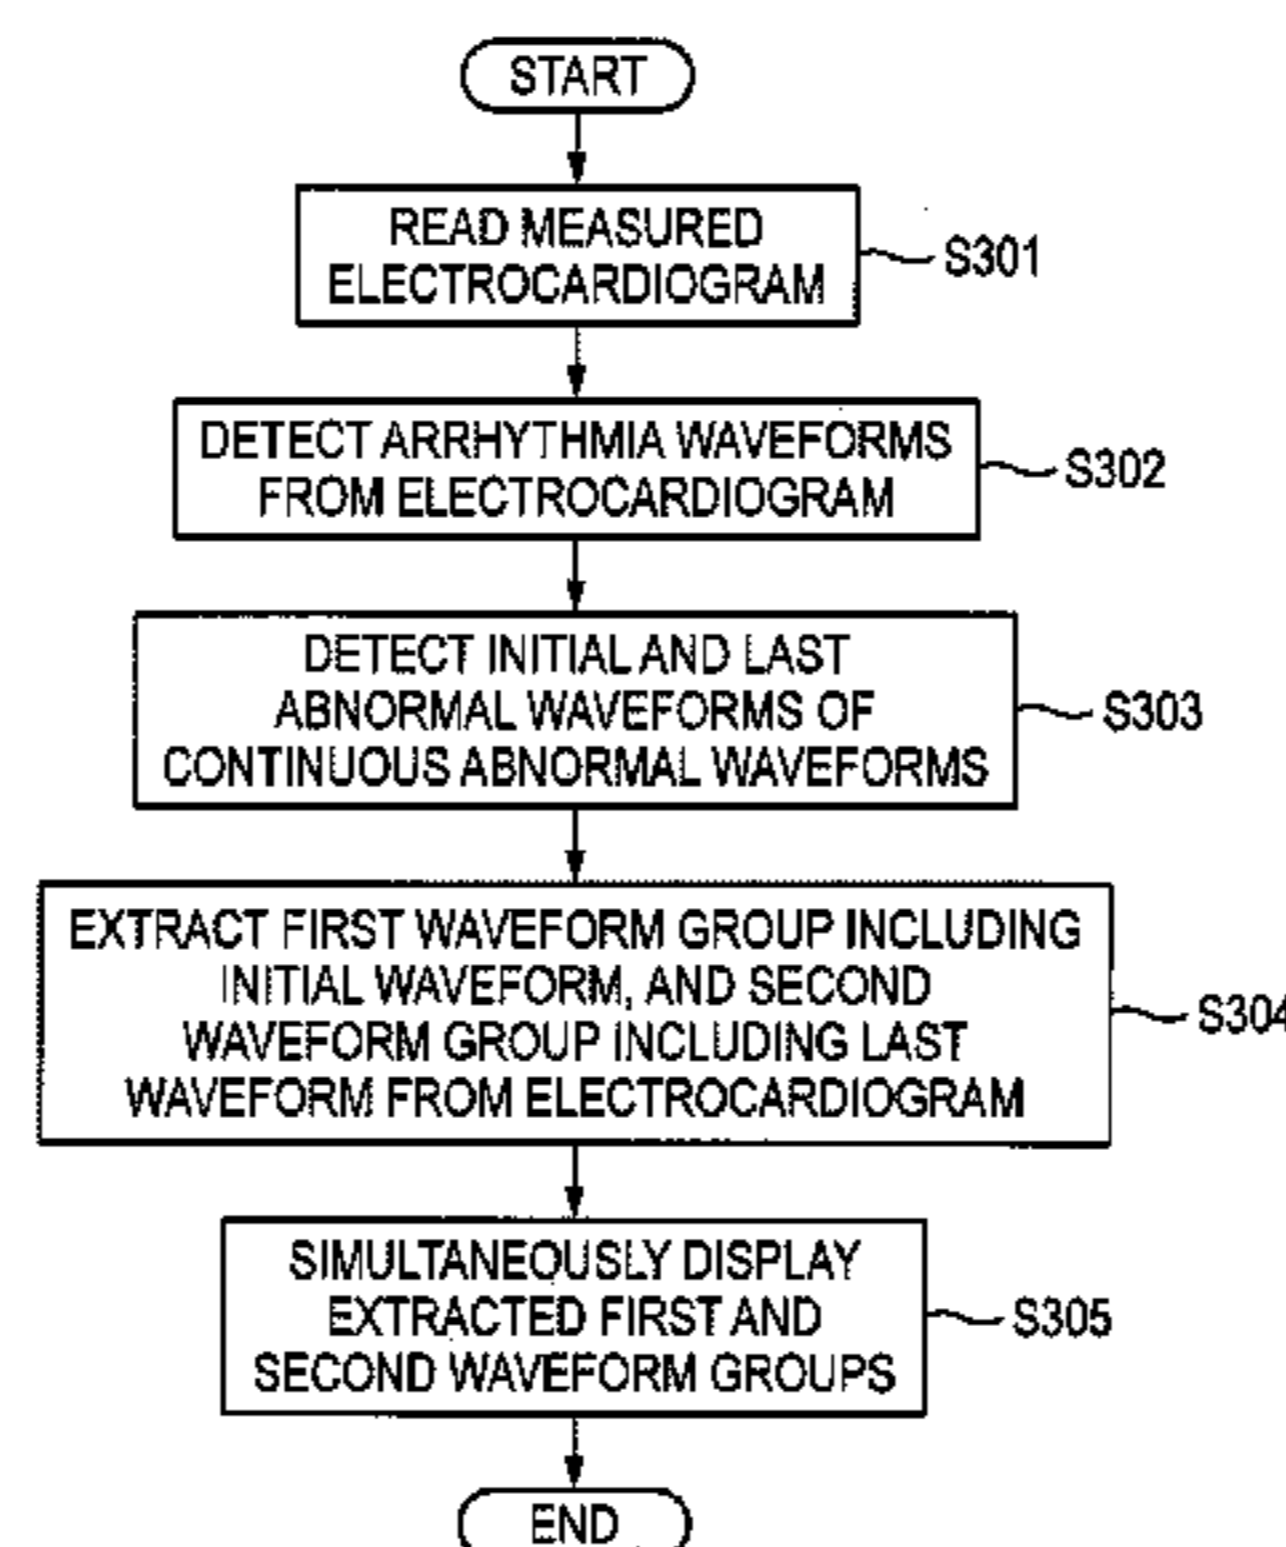 START
READ MEASURED
ELECTROCARDIOGRAM
S301
DETECT ARRHYTHMIA WAVEFORMS
FROM ELECTROCARDIOGRAM
S302
DETECT INITIAL AND LAST
ABNORMAL WAVEFORMS OF
CONTINUOUS ABNORMAL WAVEFORMS
S303
EXTRACT FIRST WAVEFORM GROUP INCLUDING
INITIAL WAVEFORM, AND SECOND
WAVEFORM GROUP INCLUDING LAST
WAVEFORM FROM ELECTROCARDIOGRAM
S304
SIMULTANEOUSLY DISPLAY
EXTRACTED FIRST AND
SECOND WAVEFORM GROUPS
S305
END